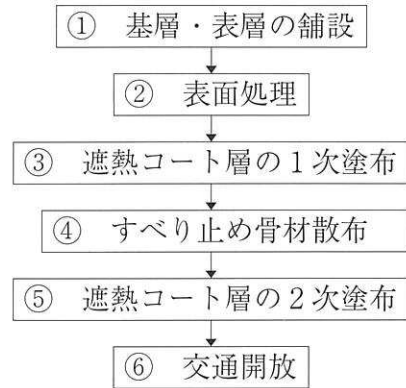 ① 基層・表層の舗設
② 表面処理
③ 遮熱コート層の1次塗布
④ すべり止め骨材散布
⑤ 遮熱コート層の2次塗布
⑥ 交通開放